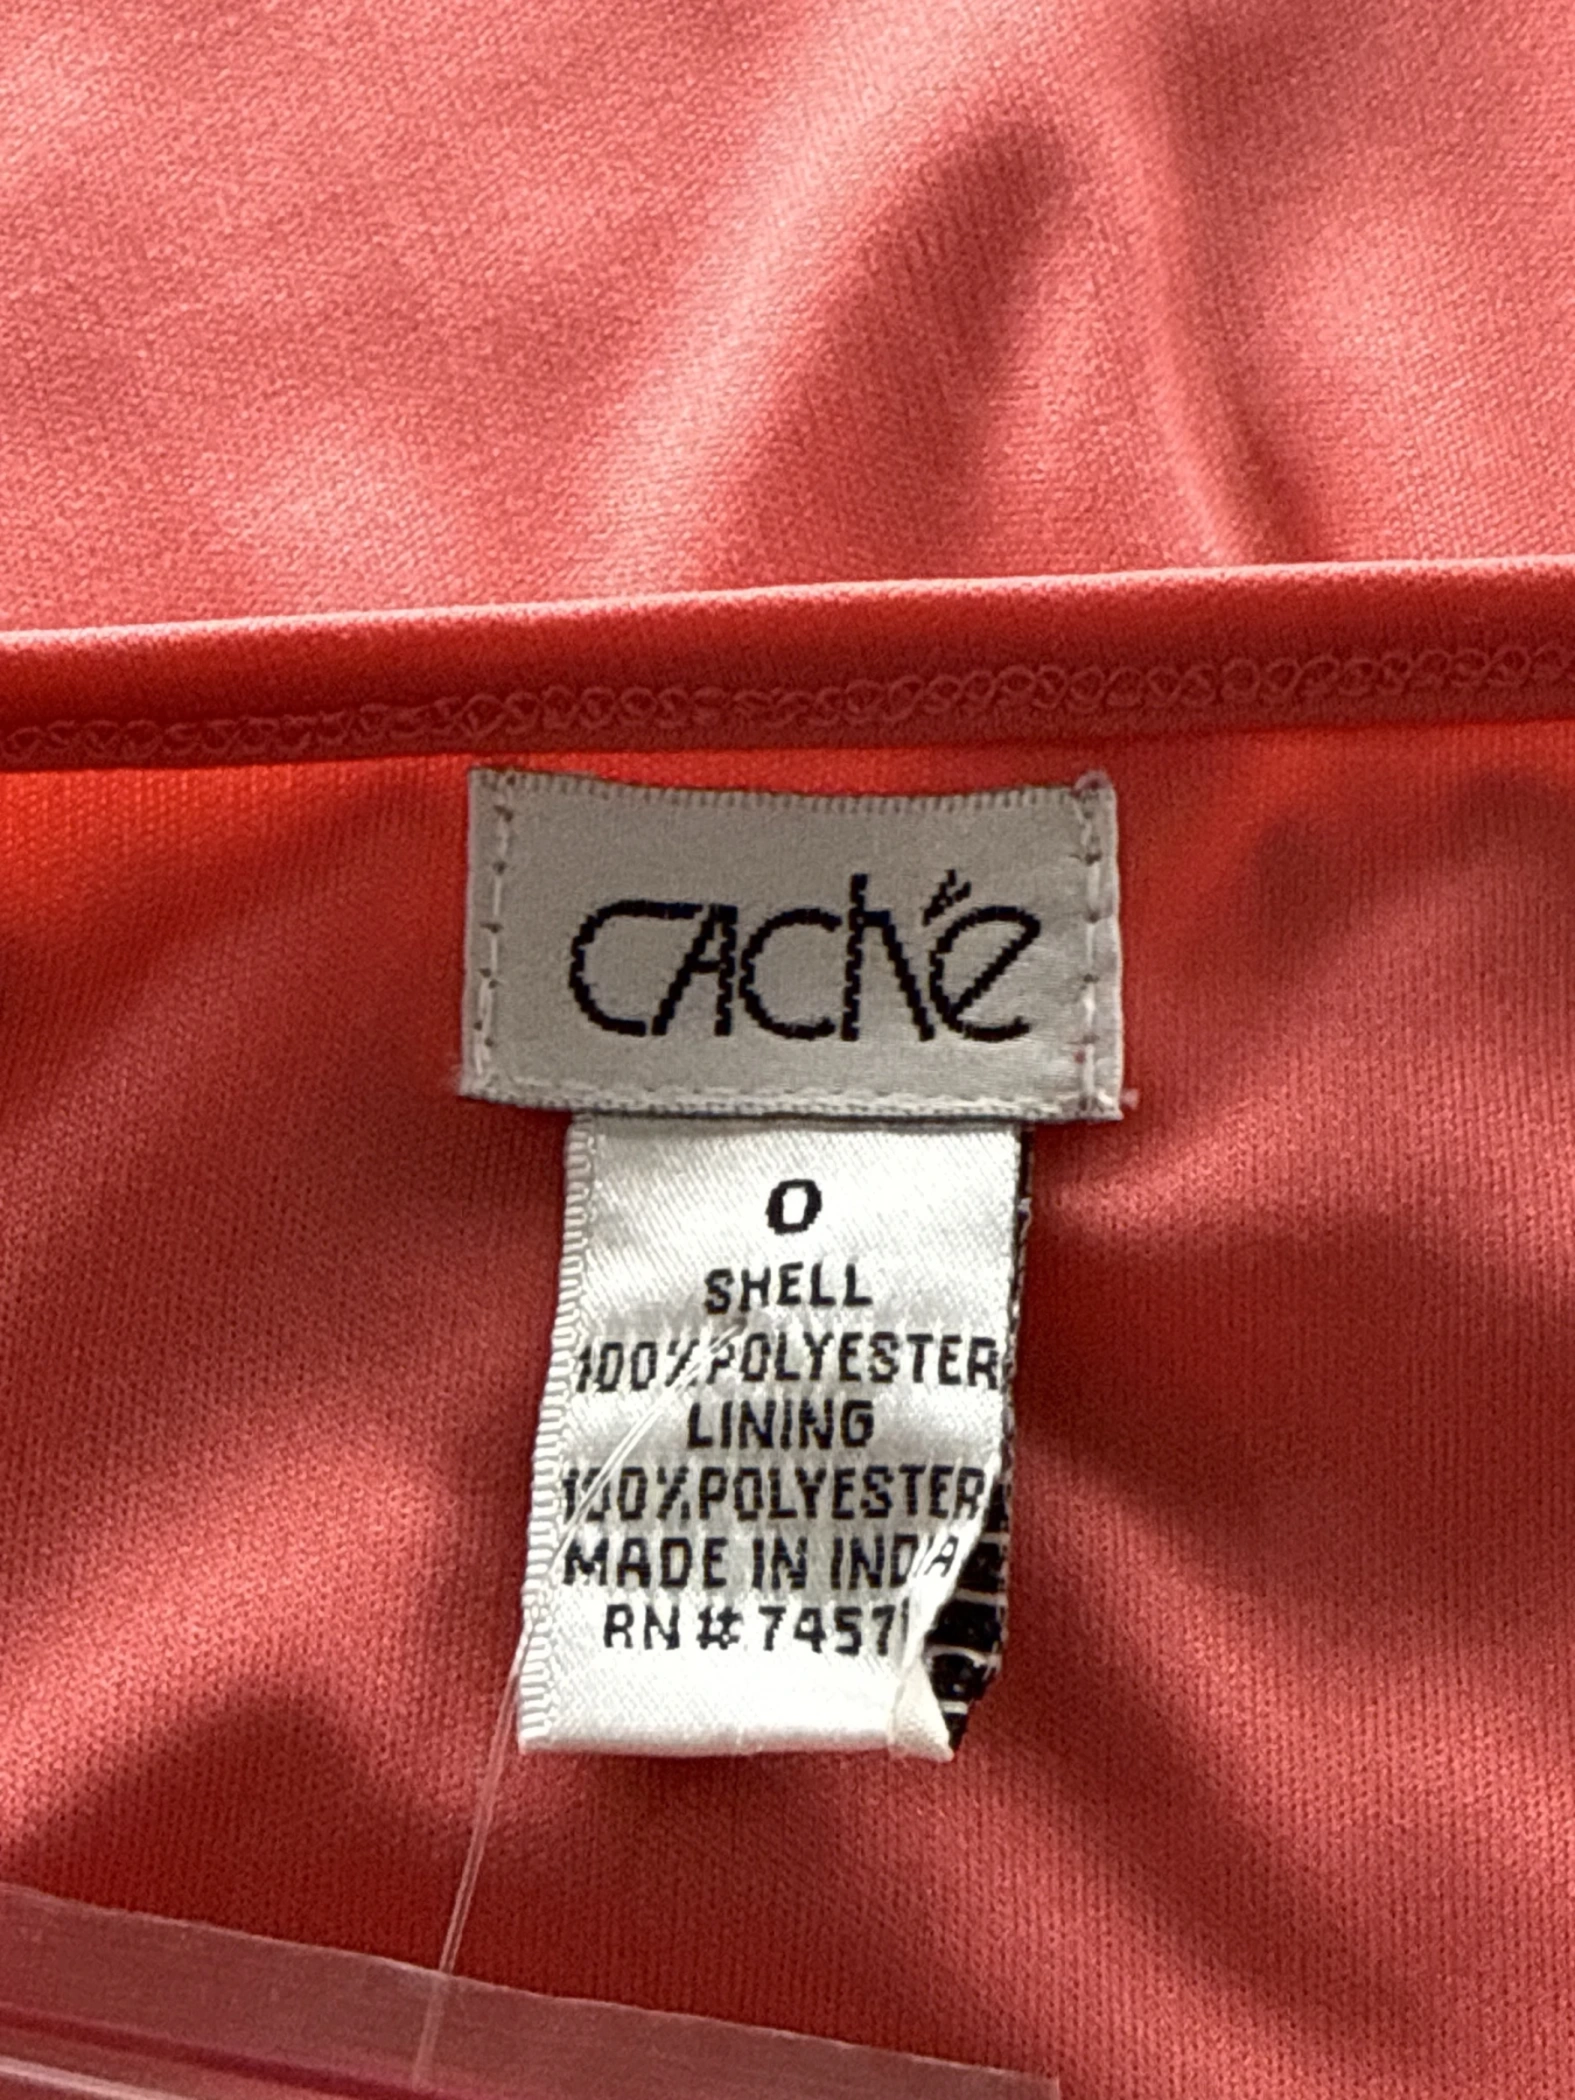 cAché
0
SHELL
100%POLYESTER
LINING
100%POLYESTER
MADE IN INDIA
RN#7457